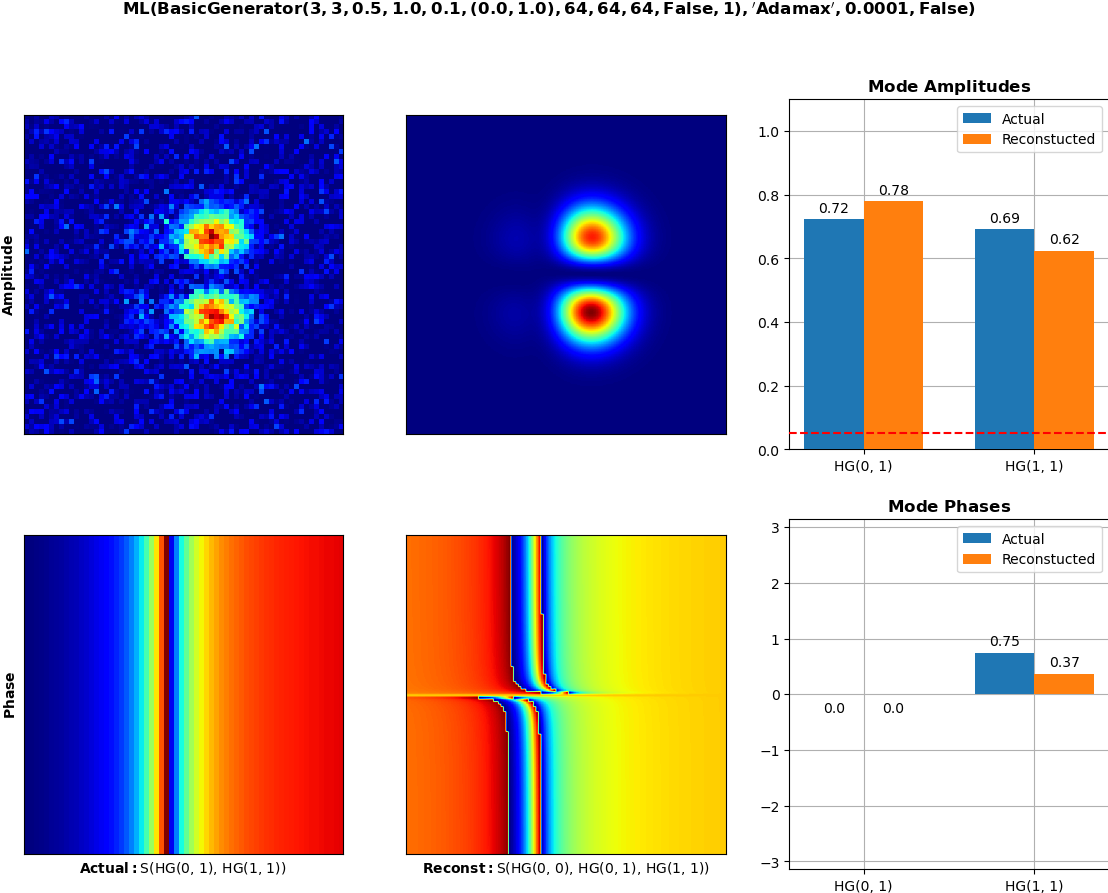 ML(BasicGenerator(3, 3, 0.5, 1.0, 0.1, (0.0, 1.0), 64, 64, 64, False, 1), ′Adamax′, 0.0001, False)
Amplitude
Mode Amplitudes
Actual
Reconstucted
1.0
0.8
0.6
0.4
0.2
0.0
0.72
0.78
0.69
0.62
HG(0, 1)
HG(1, 1)
Phase
Actual: S(HG(0, 1), HG(1, 1))
Reconst: S(HG(0, 0), HG(0, 1), HG(1, 1))
Mode Phases
Actual
Reconstucted
3
2
1
0
−1
−2
−3
0.0
0.0
0.75
0.37
HG(0, 1)
HG(1, 1)